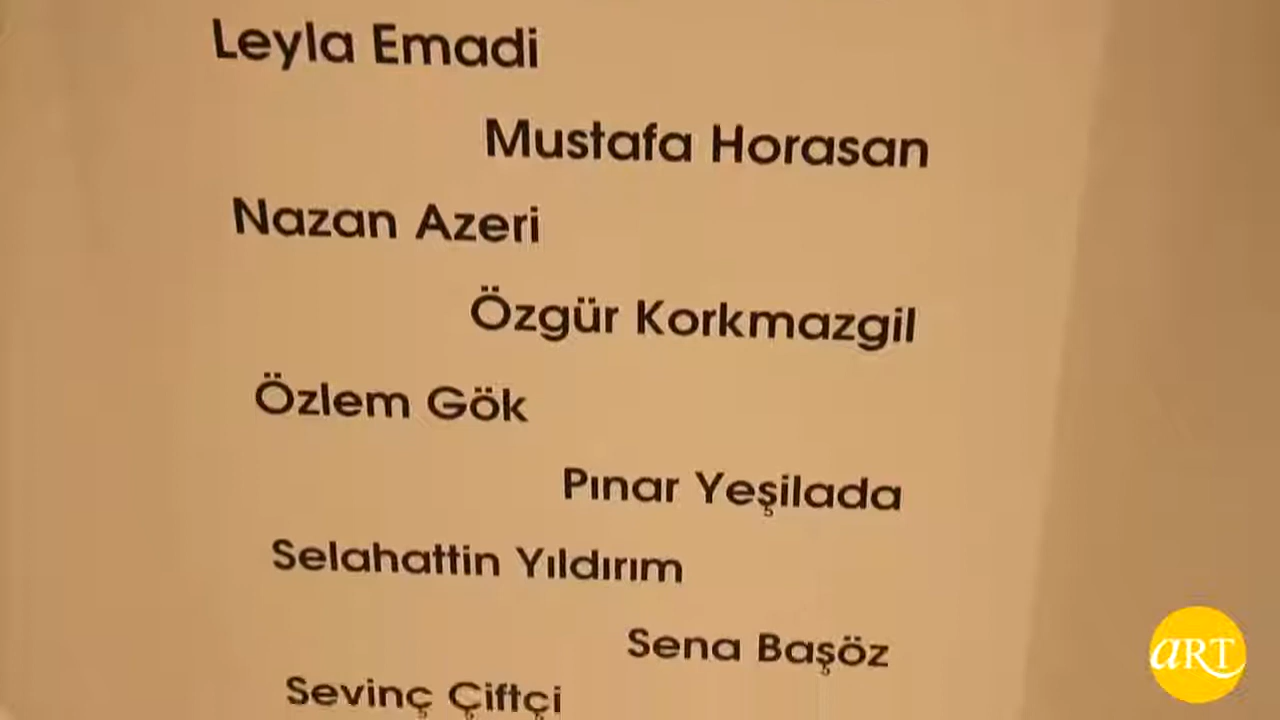 Leyla Emadi
Mustafa Horasan
Nazan Azeri
Özgür Korkmazgil
Özlem Gök
Pınar Yeşilada
Selahattin Yıldırım
Sena Başöz
Sevinç Çiftçi
aRT